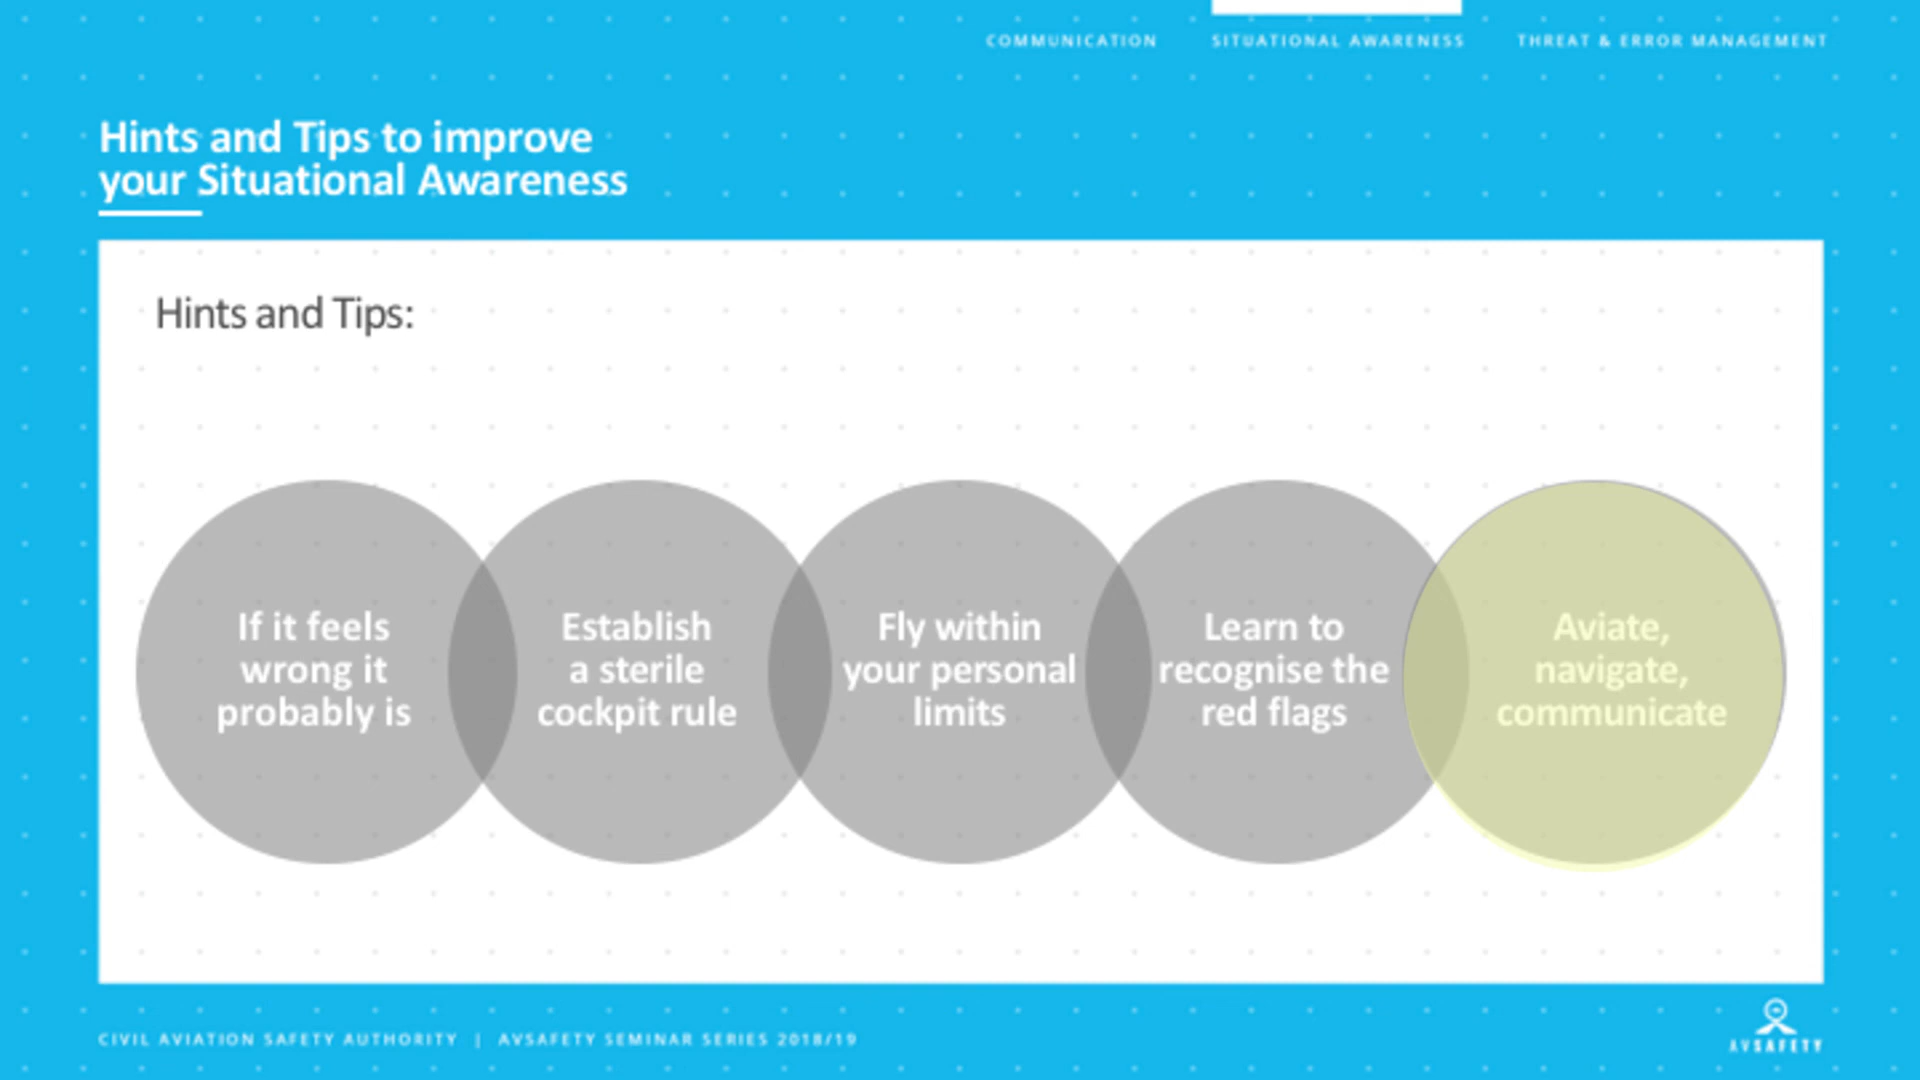 COMMUNICATION
SITUATIONAL AWARENESS
THREAT & ERROR MANAGEMENT
Hints and Tips to improve
your Situational Awareness
Hints and Tips:
If it feels
wrong it
probably is
Establish
a sterile
cockpit rule
Fly within
your personal
limits
Learn to
recognise the
red flags
Aviate,
navigate,
communicate
CIVIL AVIATION SAFETY AUTHORITY | AVSAFETY SEMINAR SERIES 2018/19
AVSAFETY